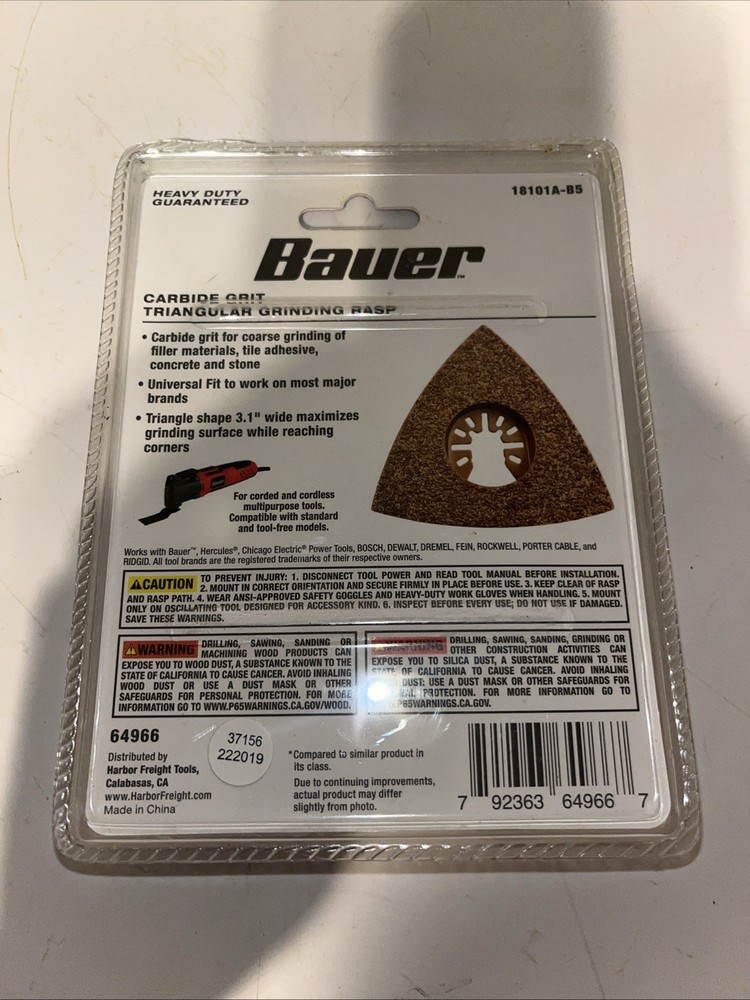 HEAVY DUTY
GUARANTEED
18101A-B5
Bauer™
CARBIDE GRIT
TRIANGULAR GRINDING RASP
• Carbide grit for coarse grinding of
filler materials, tile adhesive,
concrete and stone
• Universal Fit to work on most major
brands
• Triangle shape 3.1" wide maximizes
grinding surface while reaching
corners
For corded and cordless
multipurpose tools.
Compatible with standard
and tool-free models.
Works with Bauer™, Hercules®, Chicago Electric® Power Tools, BOSCH, DEWALT, DREMEL, FEIN, ROCKWELL, PORTER CABLE, and
RIDGID. All tool brands are the registered trademarks of their respective owners.
⚠CAUTION TO PREVENT INJURY: 1. DISCONNECT TOOL POWER AND READ TOOL MANUAL BEFORE INSTALLATION.
2. MOUNT IN CORRECT ORIENTATION AND SECURE FIRMLY IN PLACE BEFORE USE. 3. KEEP CLEAR OF RASP
AND RASP PATH. 4. WEAR ANSI-APPROVED SAFETY GOGGLES AND HEAVY-DUTY WORK GLOVES WHEN HANDLING. 5. MOUNT
ONLY ON OSCILLATING TOOL DESIGNED FOR ACCESSORY KIND. 6. INSPECT BEFORE EVERY USE; DO NOT USE IF DAMAGED.
SAVE THESE WARNINGS.
⚠WARNING DRILLING, SAWING, SANDING OR
MACHINING WOOD PRODUCTS CAN
EXPOSE YOU TO WOOD DUST, A SUBSTANCE KNOWN TO THE
STATE OF CALIFORNIA TO CAUSE CANCER. AVOID INHALING
WOOD DUST OR USE A DUST MASK OR OTHER
SAFEGUARDS FOR PERSONAL PROTECTION. FOR MORE
INFORMATION GO TO WWW.P65WARNINGS.CA.GOV/WOOD.
⚠WARNING DRILLING, SAWING, SANDING, GRINDING OR
OTHER CONSTRUCTION ACTIVITIES CAN
EXPOSE YOU TO SILICA DUST, A SUBSTANCE KNOWN TO THE
STATE OF CALIFORNIA TO CAUSE CANCER. AVOID INHALING
DUST: USE A DUST MASK OR OTHER SAFEGUARDS FOR
PROTECTION. FOR MORE INFORMATION GO TO
P65WARNINGS.CA.GOV.
64966
Distributed by
Harbor Freight Tools,
Calabasas, CA
www.HarborFreight.com
Made in China
37156
222019
*Compared to similar product in
its class.
Due to continuing improvements,
actual product may differ
slightly from photo.
7 92363 64966 7